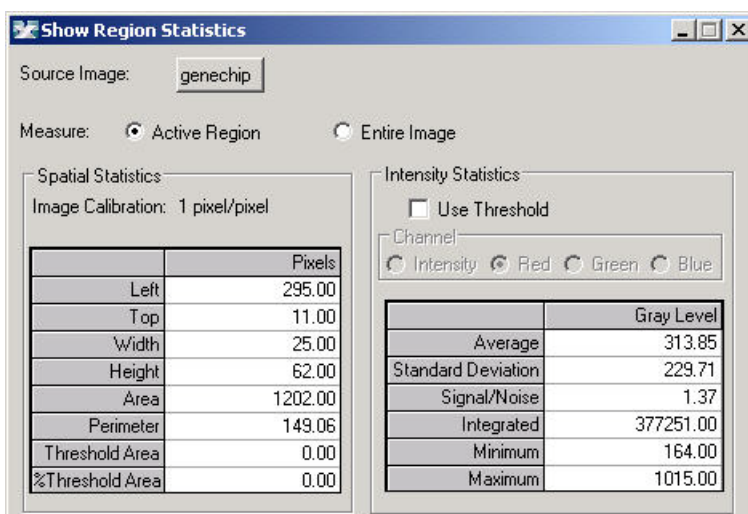 Show Region Statistics
Source Image: genechip
Measure: Active Region Entire Image
Spatial Statistics
Image Calibration: 1 pixel/pixel
Pixels
Left 295.00
Top 11.00
Width 25.00
Height 62.00
Area 1202.00
Perimeter 149.06
Threshold Area 0.00
%Threshold Area 0.00
Intensity Statistics
Use Threshold
Channel
Intensity Red Green Blue
Gray Level
Average 313.85
Standard Deviation 229.71
Signal/Noise 1.37
Integrated 377251.00
Minimum 164.00
Maximum 1015.00